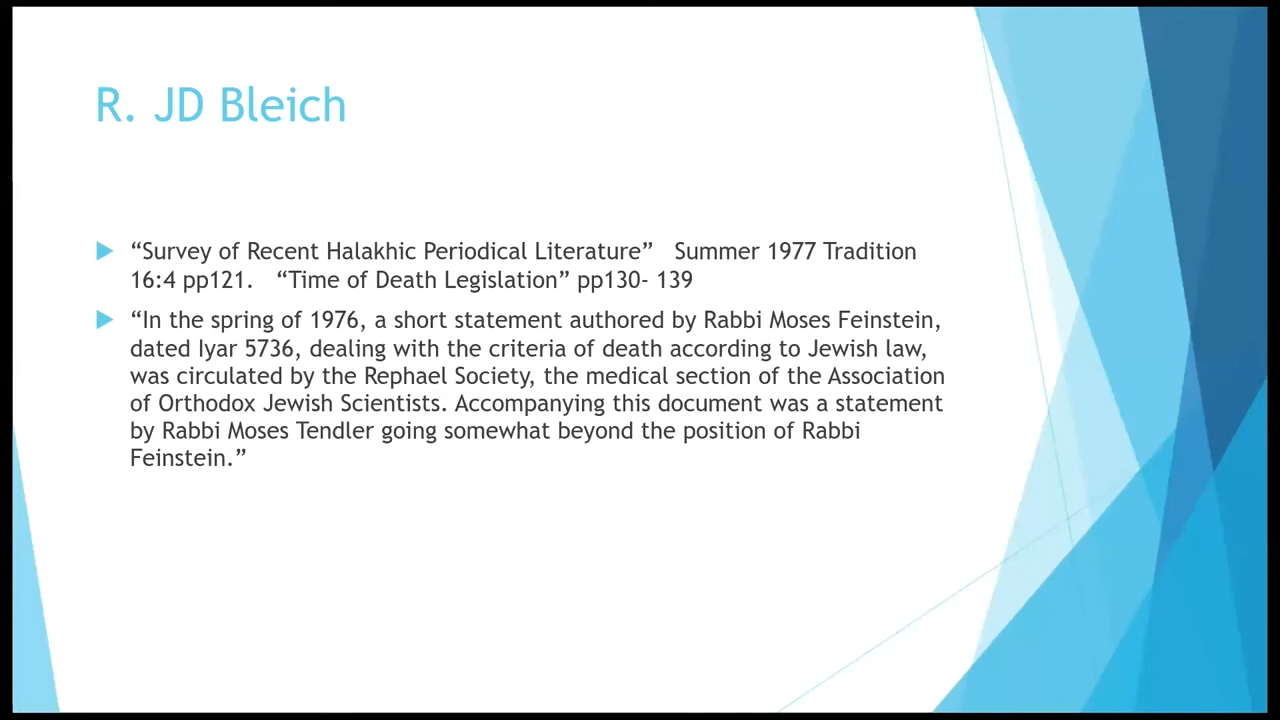 R. JD Bleich
“Survey of Recent Halakhic Periodical Literature”   Summer 1977 Tradition
16:4 pp121.   “Time of Death Legislation” pp130- 139
“In the spring of 1976, a short statement authored by Rabbi Moses Feinstein,
dated Iyar 5736, dealing with the criteria of death according to Jewish law,
was circulated by the Rephael Society, the medical section of the Association
of Orthodox Jewish Scientists. Accompanying this document was a statement
by Rabbi Moses Tendler going somewhat beyond the position of Rabbi
Feinstein.”